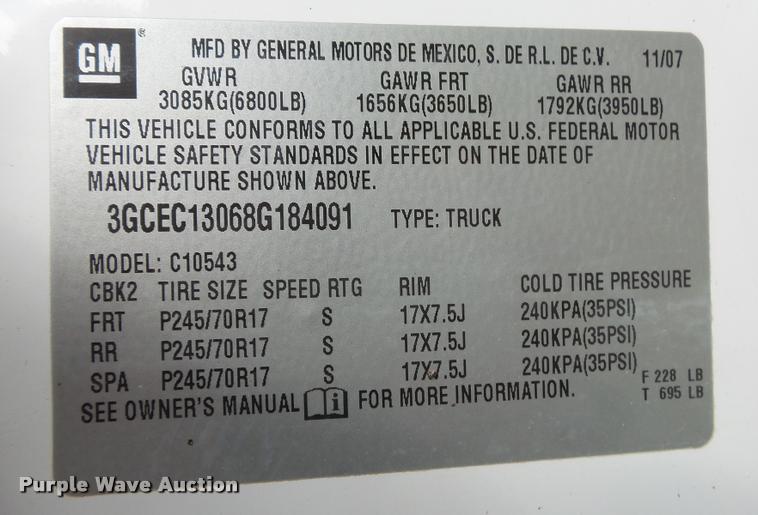 GM ® MFD BY GENERAL MOTORS DE MEXICO, S. DE R.L. DE C.V. 11/07
GVWR GAWR FRT GAWR RR
3085KG(6800LB) 1656KG(3650LB) 1792KG(3950LB)
THIS VEHICLE CONFORMS TO ALL APPLICABLE U.S. FEDERAL MOTOR
VEHICLE SAFETY STANDARDS IN EFFECT ON THE DATE OF
MANUFACTURE SHOWN ABOVE.
3GCEC13068G184091 TYPE: TRUCK
MODEL: C10543
CBK2 TIRE SIZE SPEED RTG RIM COLD TIRE PRESSURE
FRT P245/70R17 S 17X7.5J 240KPA(35PSI)
RR P245/70R17 S 17X7.5J 240KPA(35PSI)
SPA P245/70R17 S 17X7.5J 240KPA(35PSI)
F 228 LB
SEE OWNER'S MANUAL i FOR MORE INFORMATION. T 695 LB
Purple Wave Auction